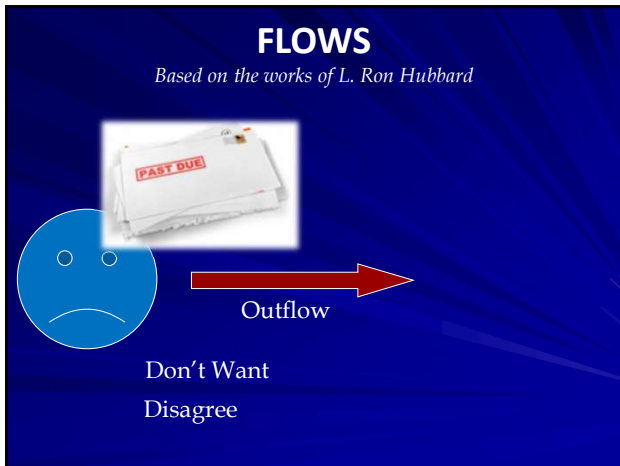 FLOWS
Based on the works of L. Ron Hubbard
PAST DUE
Outflow
Don’t Want
Disagree